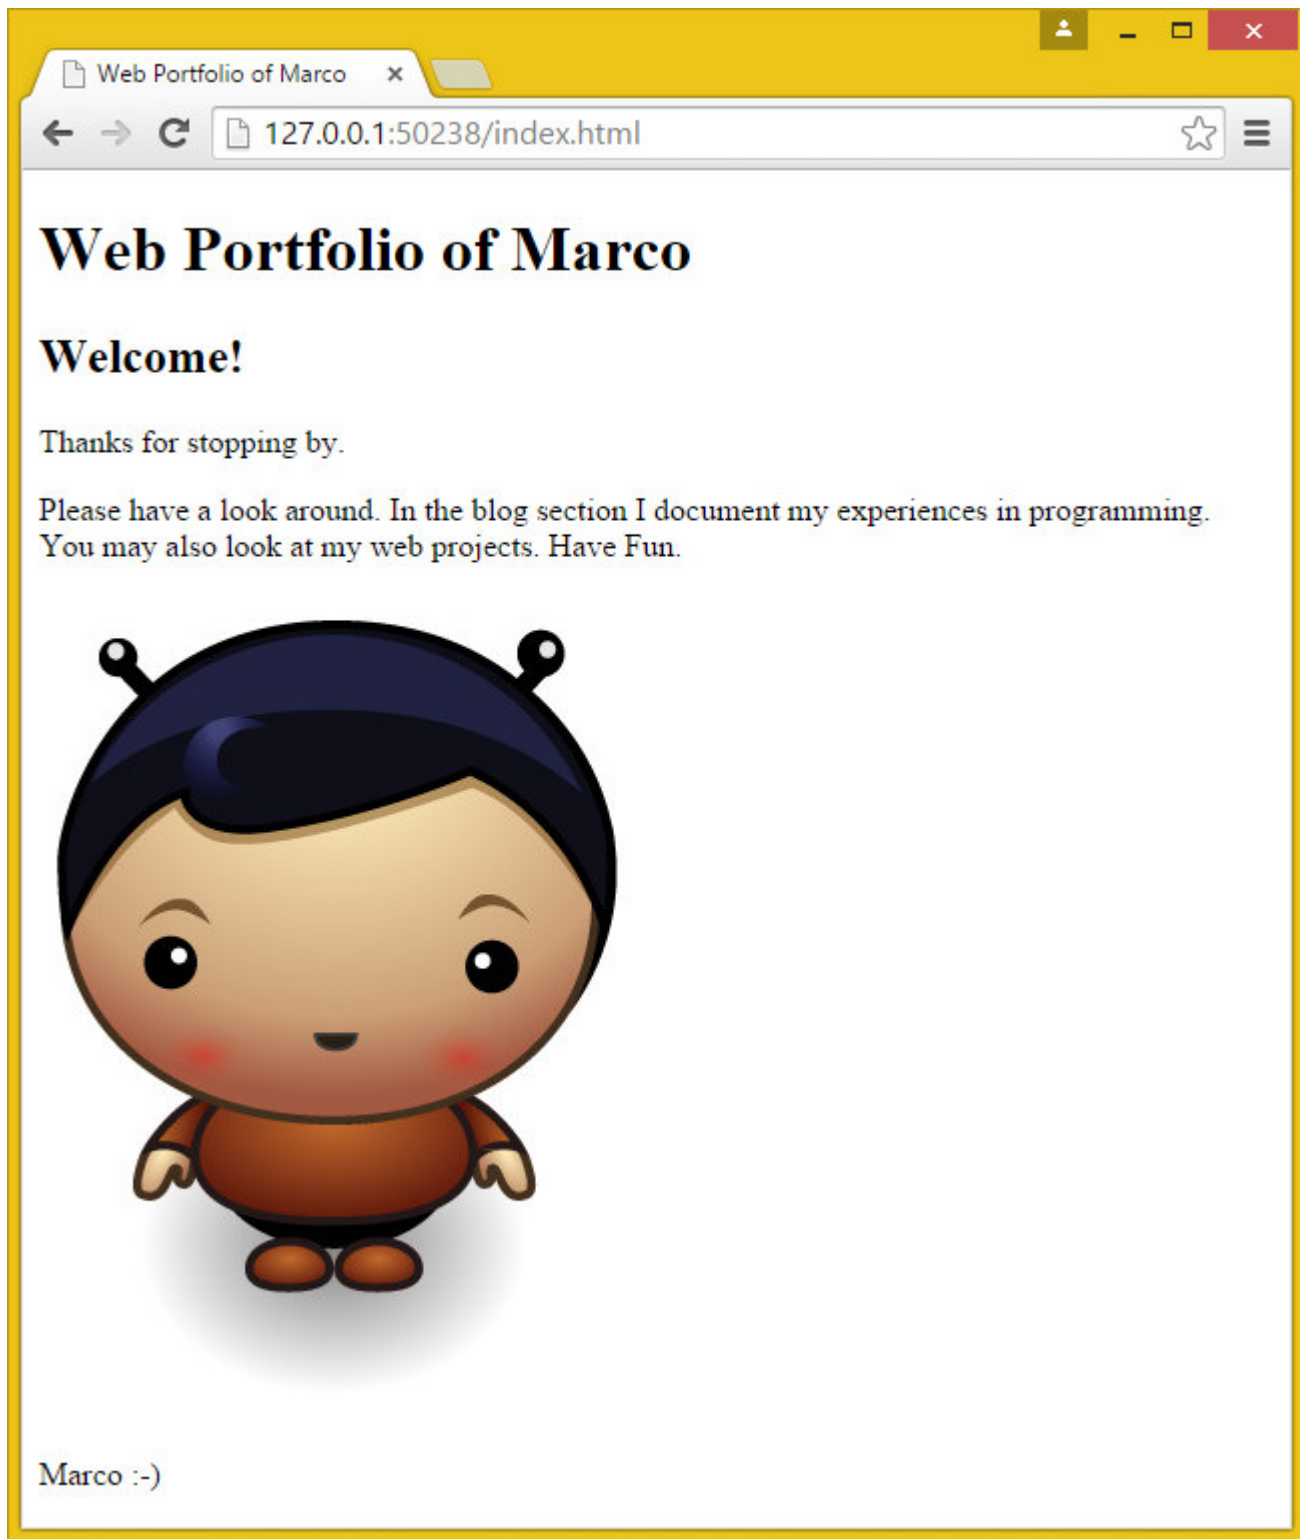 Web Portfolio of Marco
127.0.0.1:50238/index.html
Web Portfolio of Marco
Welcome!
Thanks for stopping by.
Please have a look around. In the blog section I document my experiences in programming.
You may also look at my web projects. Have Fun.
Marco :-)